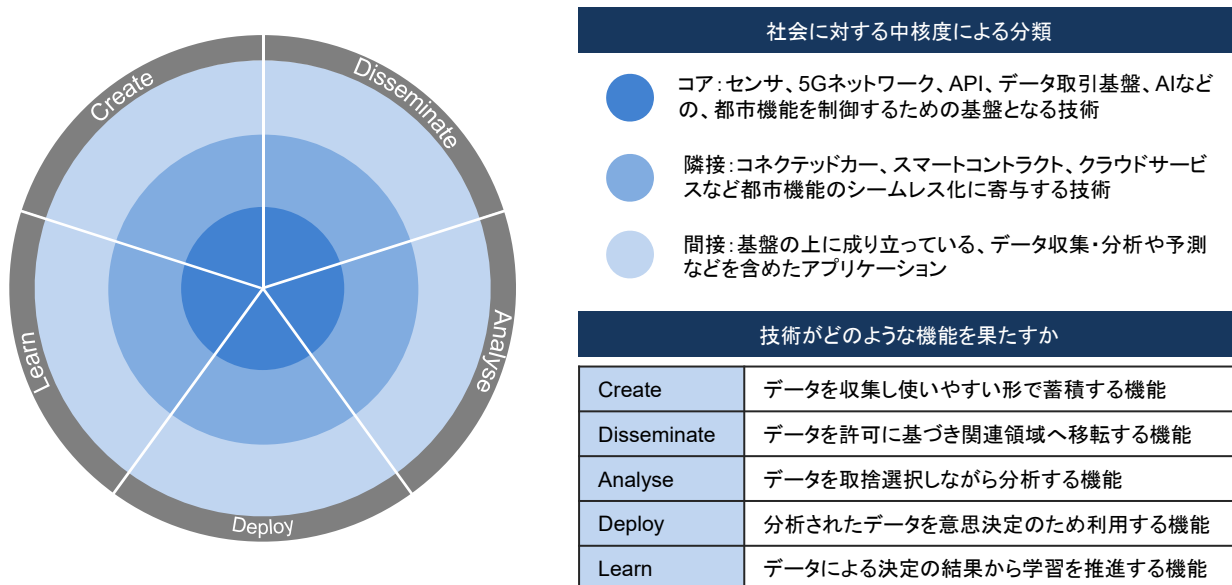 Create
Disseminate
Analyse
Deploy
Learn
社会に対する中核度による分類
コア：センサ、5Gネットワーク、API、データ取引基盤、AIなど
の、都市機能を制御するための基盤となる技術
隣接：コネクテッドカー、スマートコントラクト、クラウドサービ
スなど都市機能のシームレス化に寄与する技術
間接：基盤の上に成り立っている、データ収集・分析や予測
などを含めたアプリケーション
技術がどのような機能を果たすか
Create データを収集し使いやすい形で蓄積する機能
Disseminate データを許可に基づき関連領域へ移転する機能
Analyse データを取捨選択しながら分析する機能
Deploy 分析されたデータを意思決定のため利用する機能
Learn データによる決定の結果から学習を推進する機能